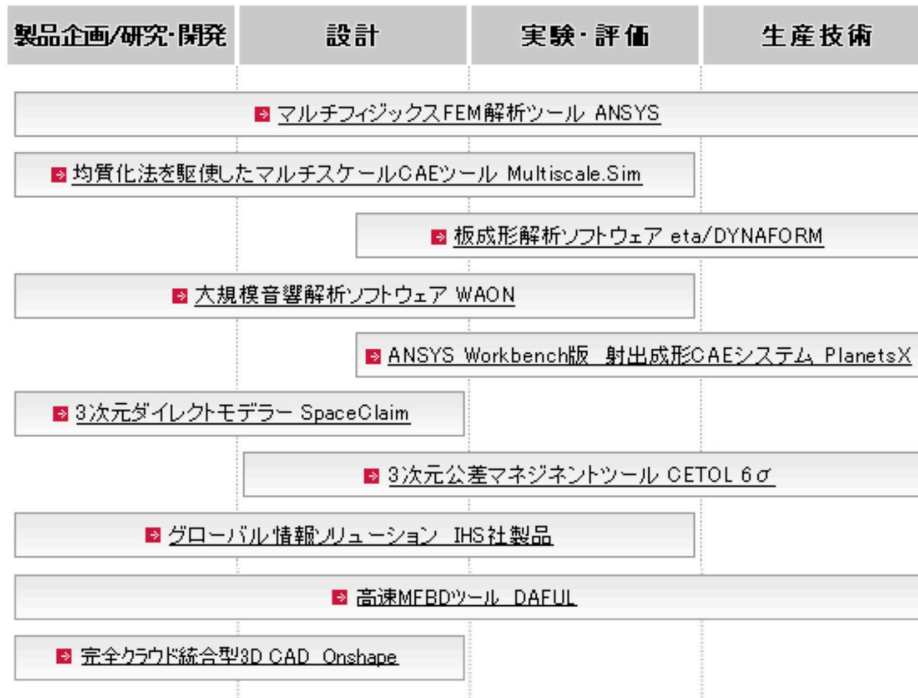 製品企画/研究・開発 設計 実験・評価 生産技術
マルチフィジックスFEM解析ツール ANSYS
均質化法を駆使したマルチスケールCAEツール Multiscale.Sim
板成形解析ソフトウェア eta/DYNAFORM
大規模音響解析ソフトウェア WAON
ANSYS Workbench版 射出成形CAEシステム PlanetsX
3次元ダイレクトモデラー SpaceClaim
3次元公差マネジネントツール CETOL 6σ
グローバル情報ソリューション IHS社製品
高速MFBDツール DAFUL
完全クラウド統合型3D CAD Onshape